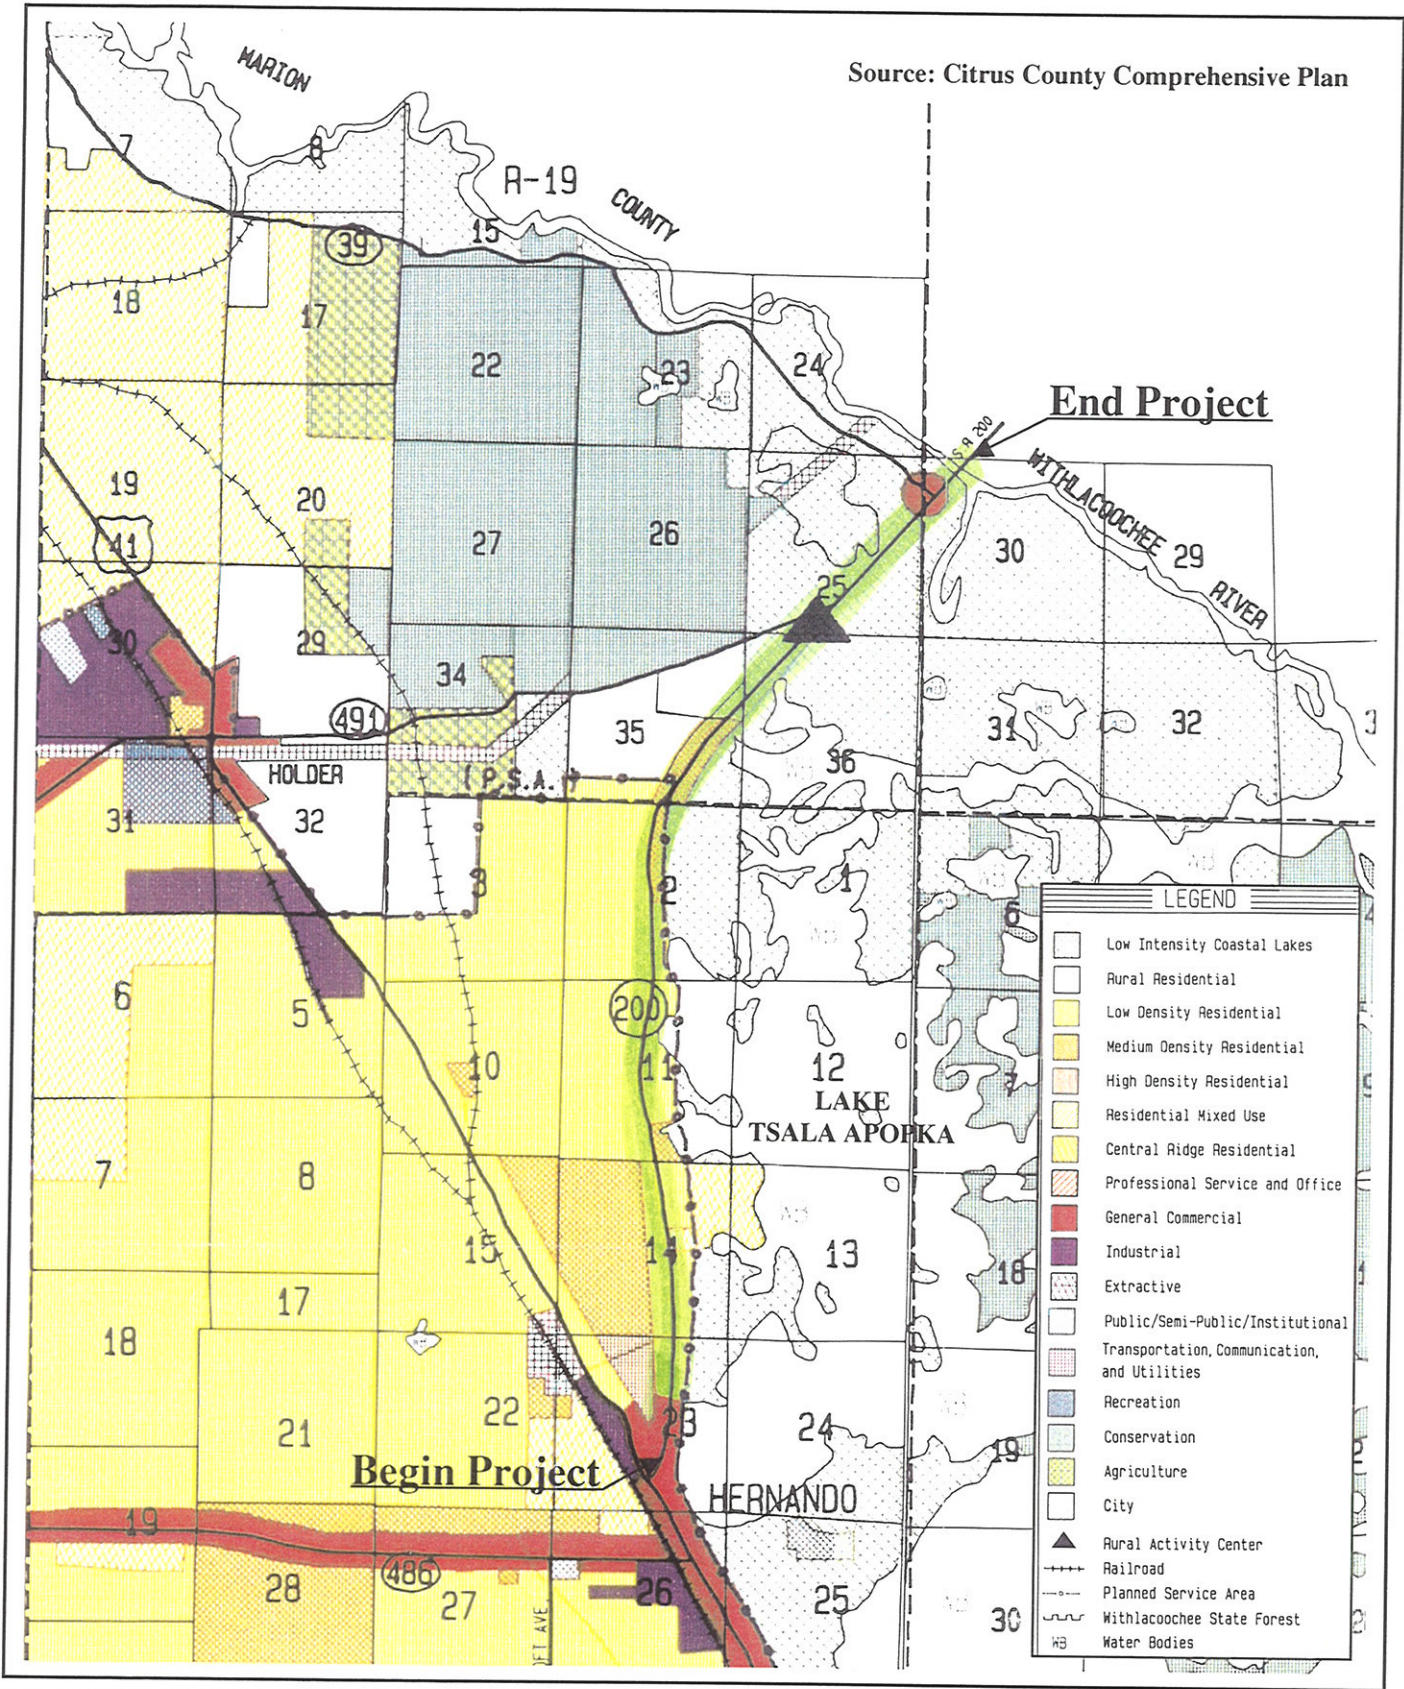 Source: Citrus County Comprehensive Plan
MARION
7
8
R-19
COUNTY
39
15
18
17
22
23
24
End Project
S R 200
WITHLACOOCHEE
RIVER
19
20
41
27
26
25
30
29
30
29
34
491
35
36
31
32
HOLDER
( P.S.A. )
31
32
3
2
1
6
5
6
200
10
11
12
LAKE
TSALA APOPKA
7
7
8
15
14
13
18
17
18
WB
21
22
23
24
19
Begin Project
HERNANDO
19
486
28
27
26
25
30
LEGEND
Low Intensity Coastal Lakes
Rural Residential
Low Density Residential
Medium Density Residential
High Density Residential
Residential Mixed Use
Central Ridge Residential
Professional Service and Office
General Commercial
Industrial
Extractive
Public/Semi-Public/Institutional
Transportation, Communication,
and Utilities
Recreation
Conservation
Agriculture
City
Rural Activity Center
Railroad
Planned Service Area
Withlacoochee State Forest
WB Water Bodies